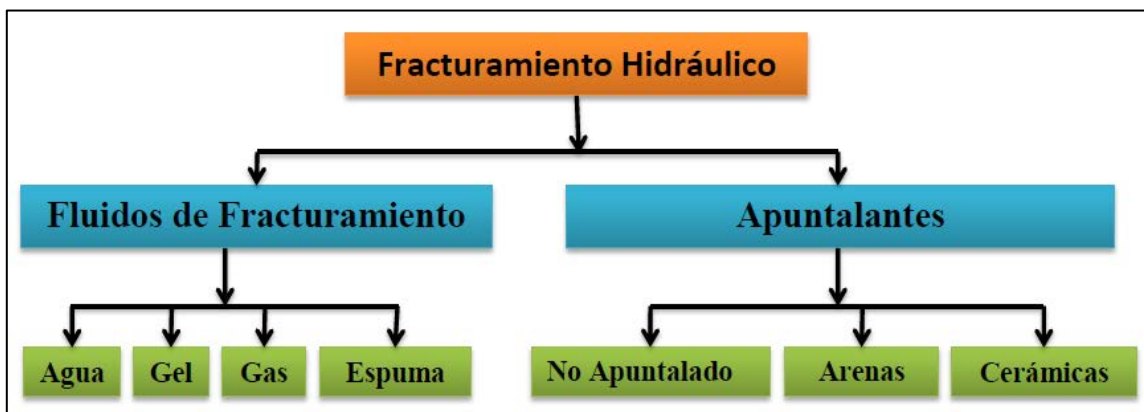 Fracturamiento Hidráulico
Fluidos de Fracturamiento
Apuntalantes
Agua
Gel
Gas
Espuma
No Apuntalado
Arenas
Cerámicas